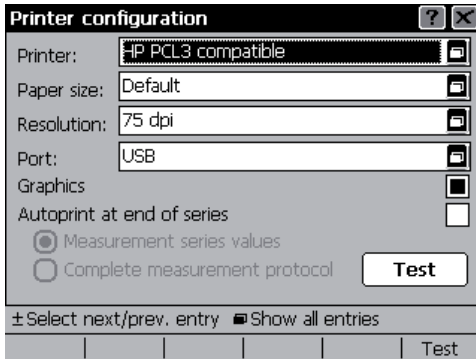 Printer configuration ? X
Printer: HP PCL3 compatible
Paper size: Default
Resolution: 75 dpi
Port: USB
Graphics
Autoprint at end of series
Measurement series values
Complete measurement protocol Test
±Select next/prev. entry Show all entries
Test